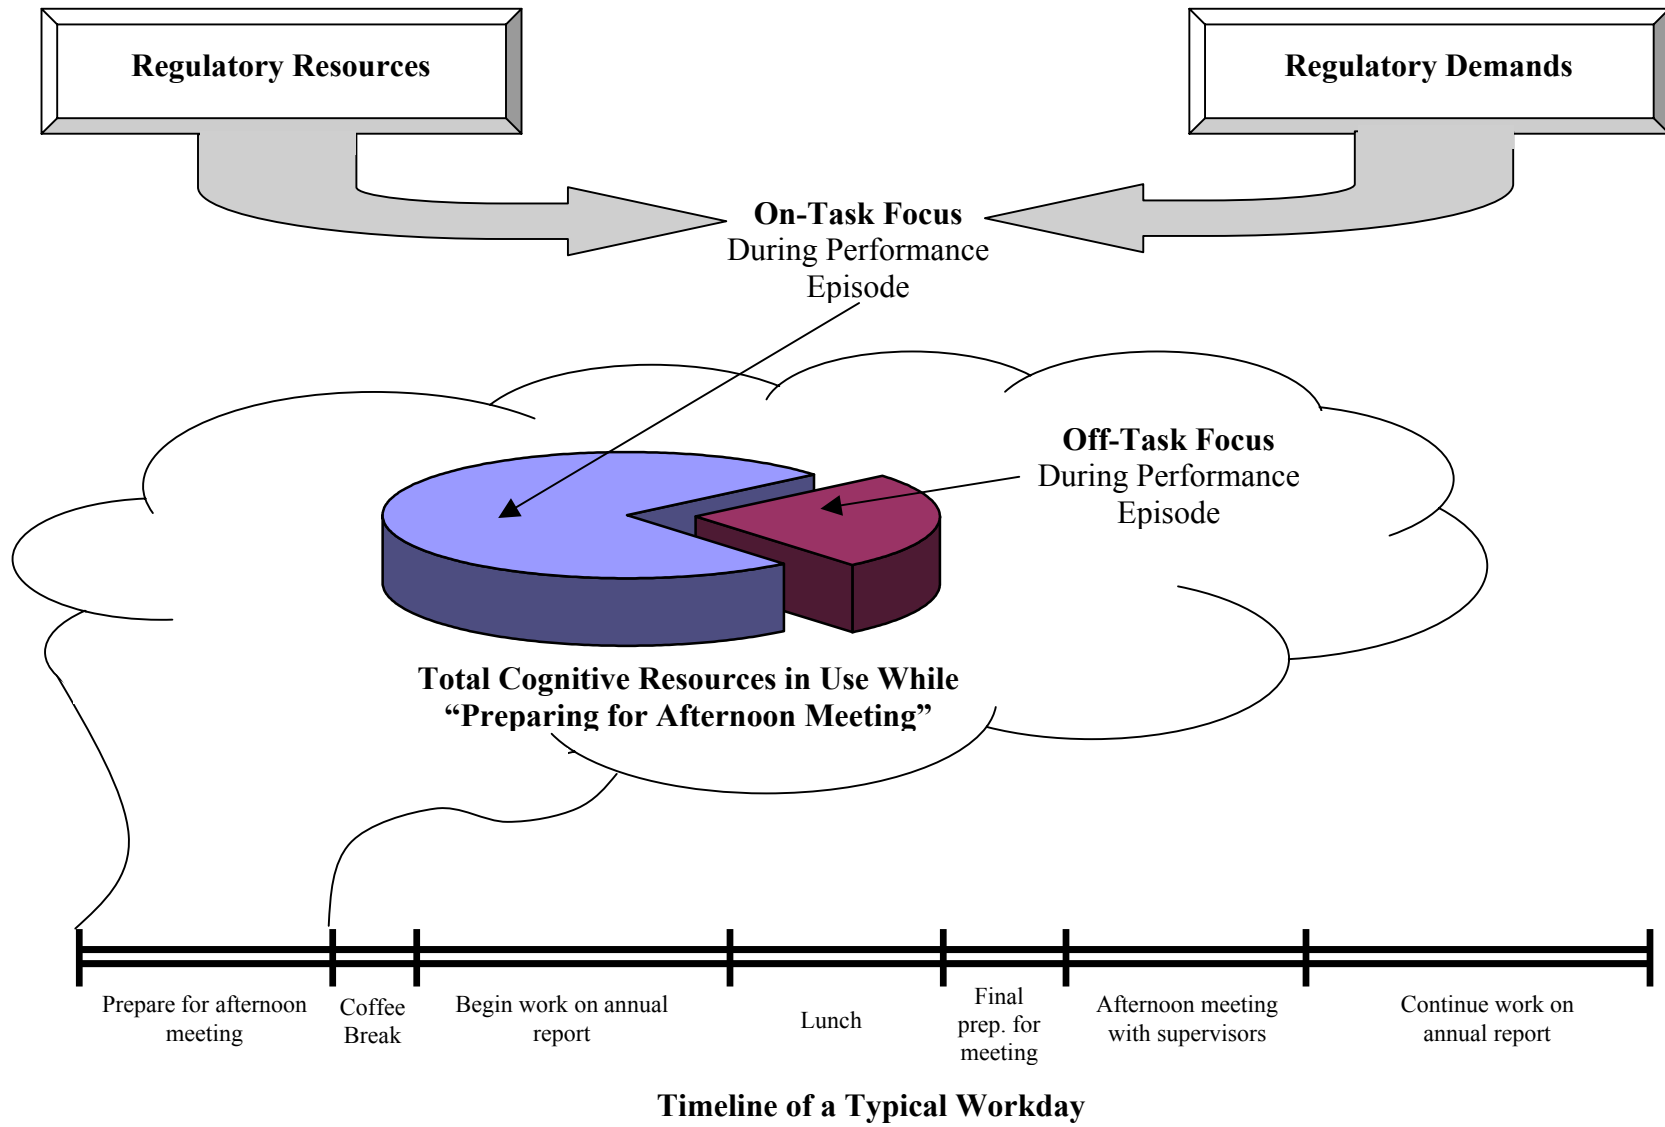 Regulatory Resources
Regulatory Demands
On-Task Focus
During Performance
Episode
Off-Task Focus
During Performance
Episode
Total Cognitive Resources in Use While
“Preparing for Afternoon Meeting”
Prepare for afternoon
meeting
Coffee
Break
Begin work on annual
report
Lunch
Final
prep. for
meeting
Afternoon meeting
with supervisors
Continue work on
annual report
Timeline of a Typical Workday